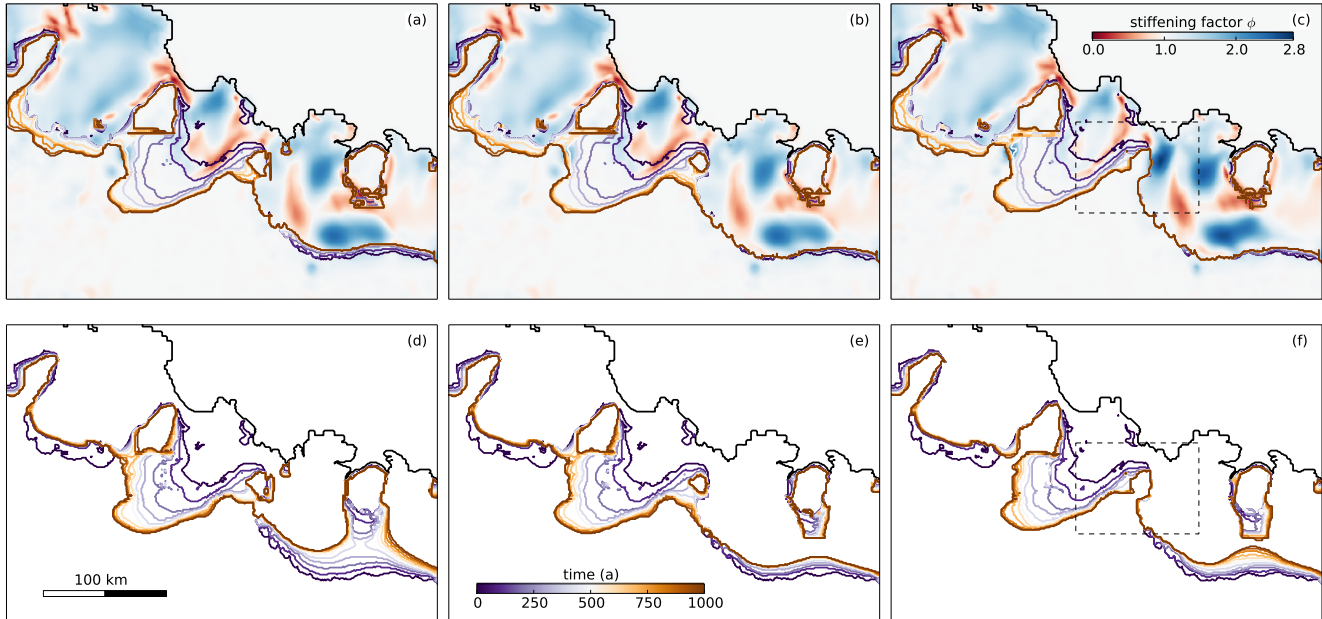 (a)
(b)
(c)
stiffening factor ϕ
0.0 1.0 2.0 2.8
(d)
(e)
(f)
100 km
time (a)
0 250 500 750 1000